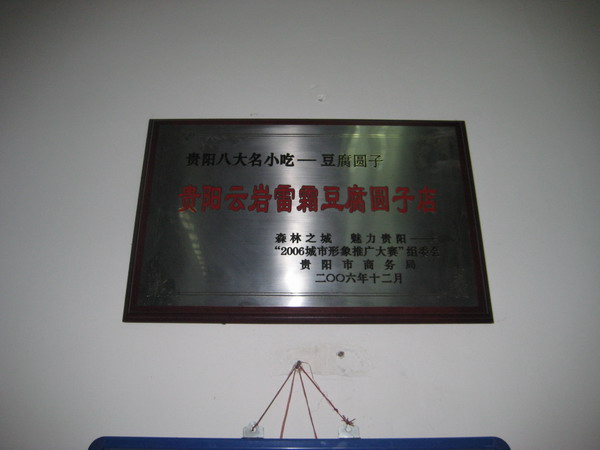 贵阳八大名小吃—豆腐圆子
贵阳云岩雷霜豆腐圆子店
森林之城 魅力贵阳——
“2006城市形象推广大赛”组委会
贵阳市商务局
二〇〇六年十二月